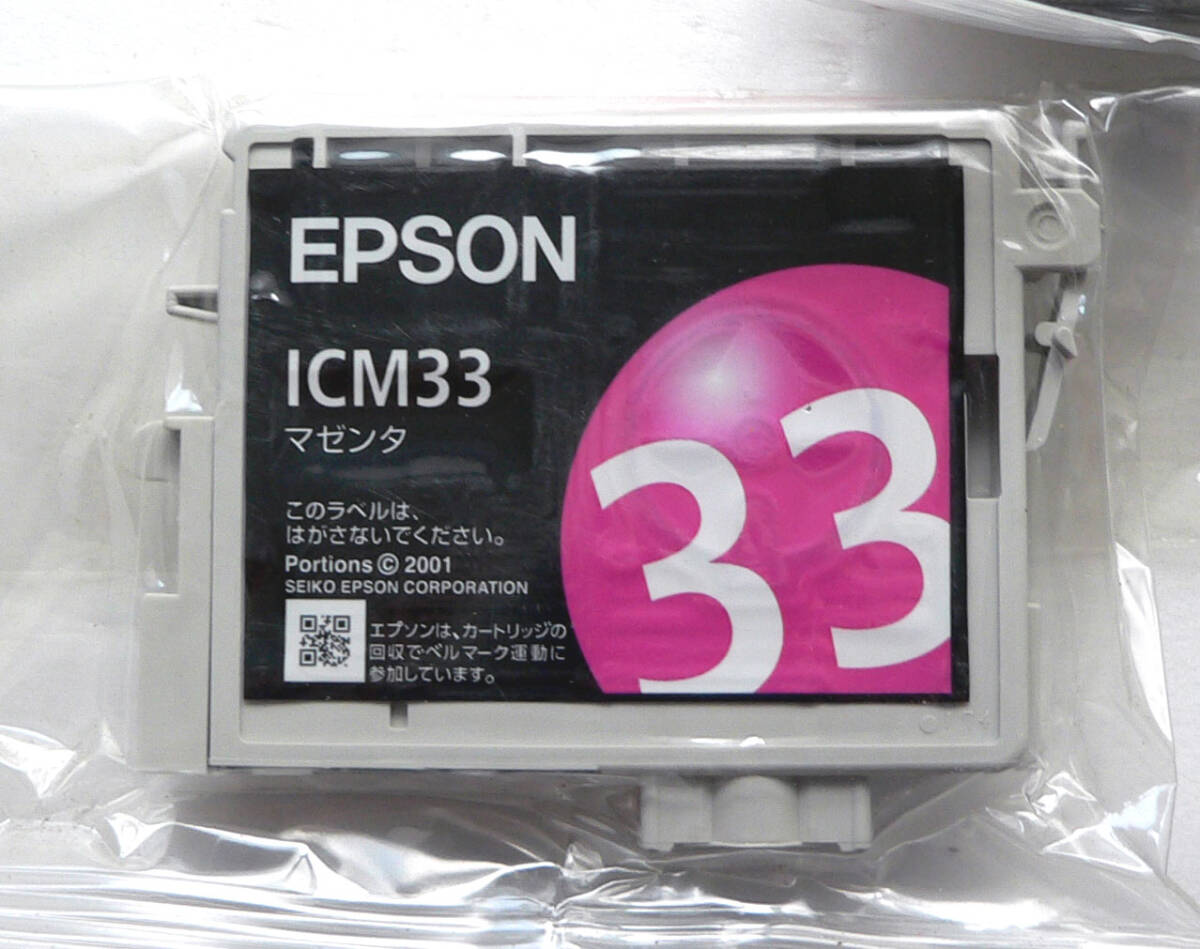 EPSON
ICM33
マゼンタ
このラベルは、
はがさないでください。
Portions © 2001
SEIKO EPSON CORPORATION
エプソンは、カートリッジの
回収でベルマーク運動に
参加しています。
33